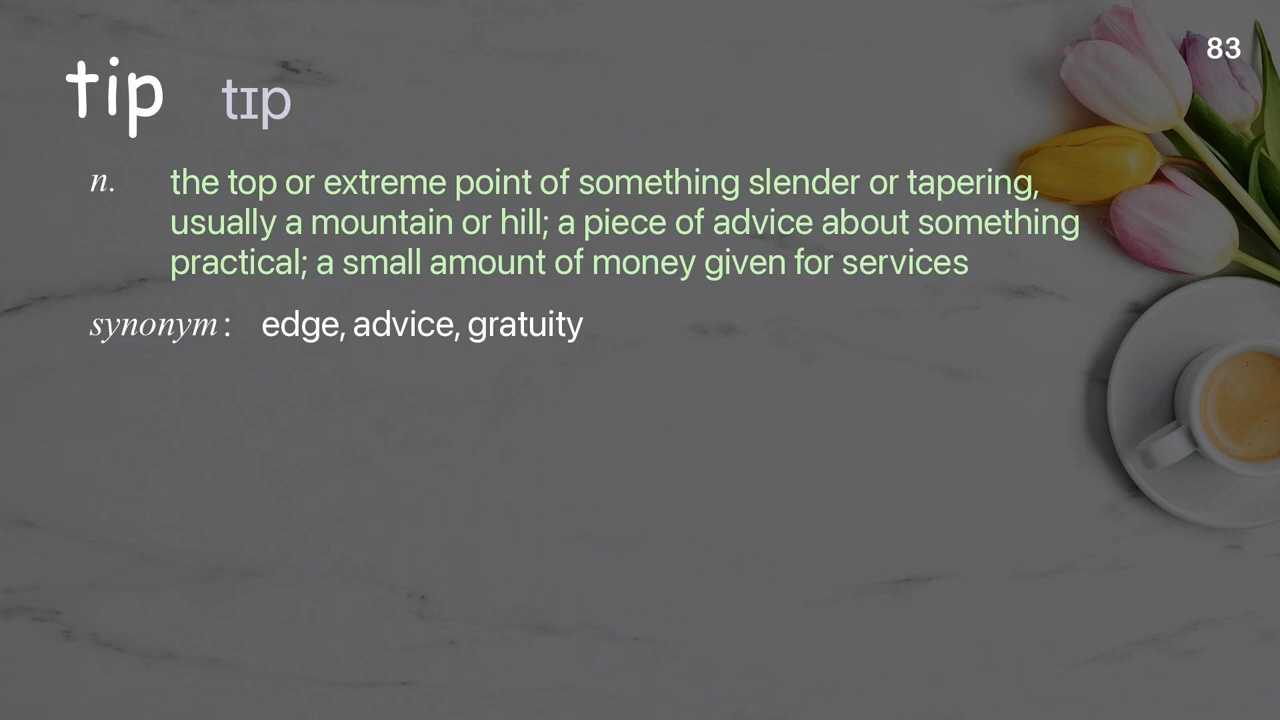 83
tip tɪp
n. the top or extreme point of something slender or tapering,
usually a mountain or hill; a piece of advice about something
practical; a small amount of money given for services
synonym: edge, advice, gratuity